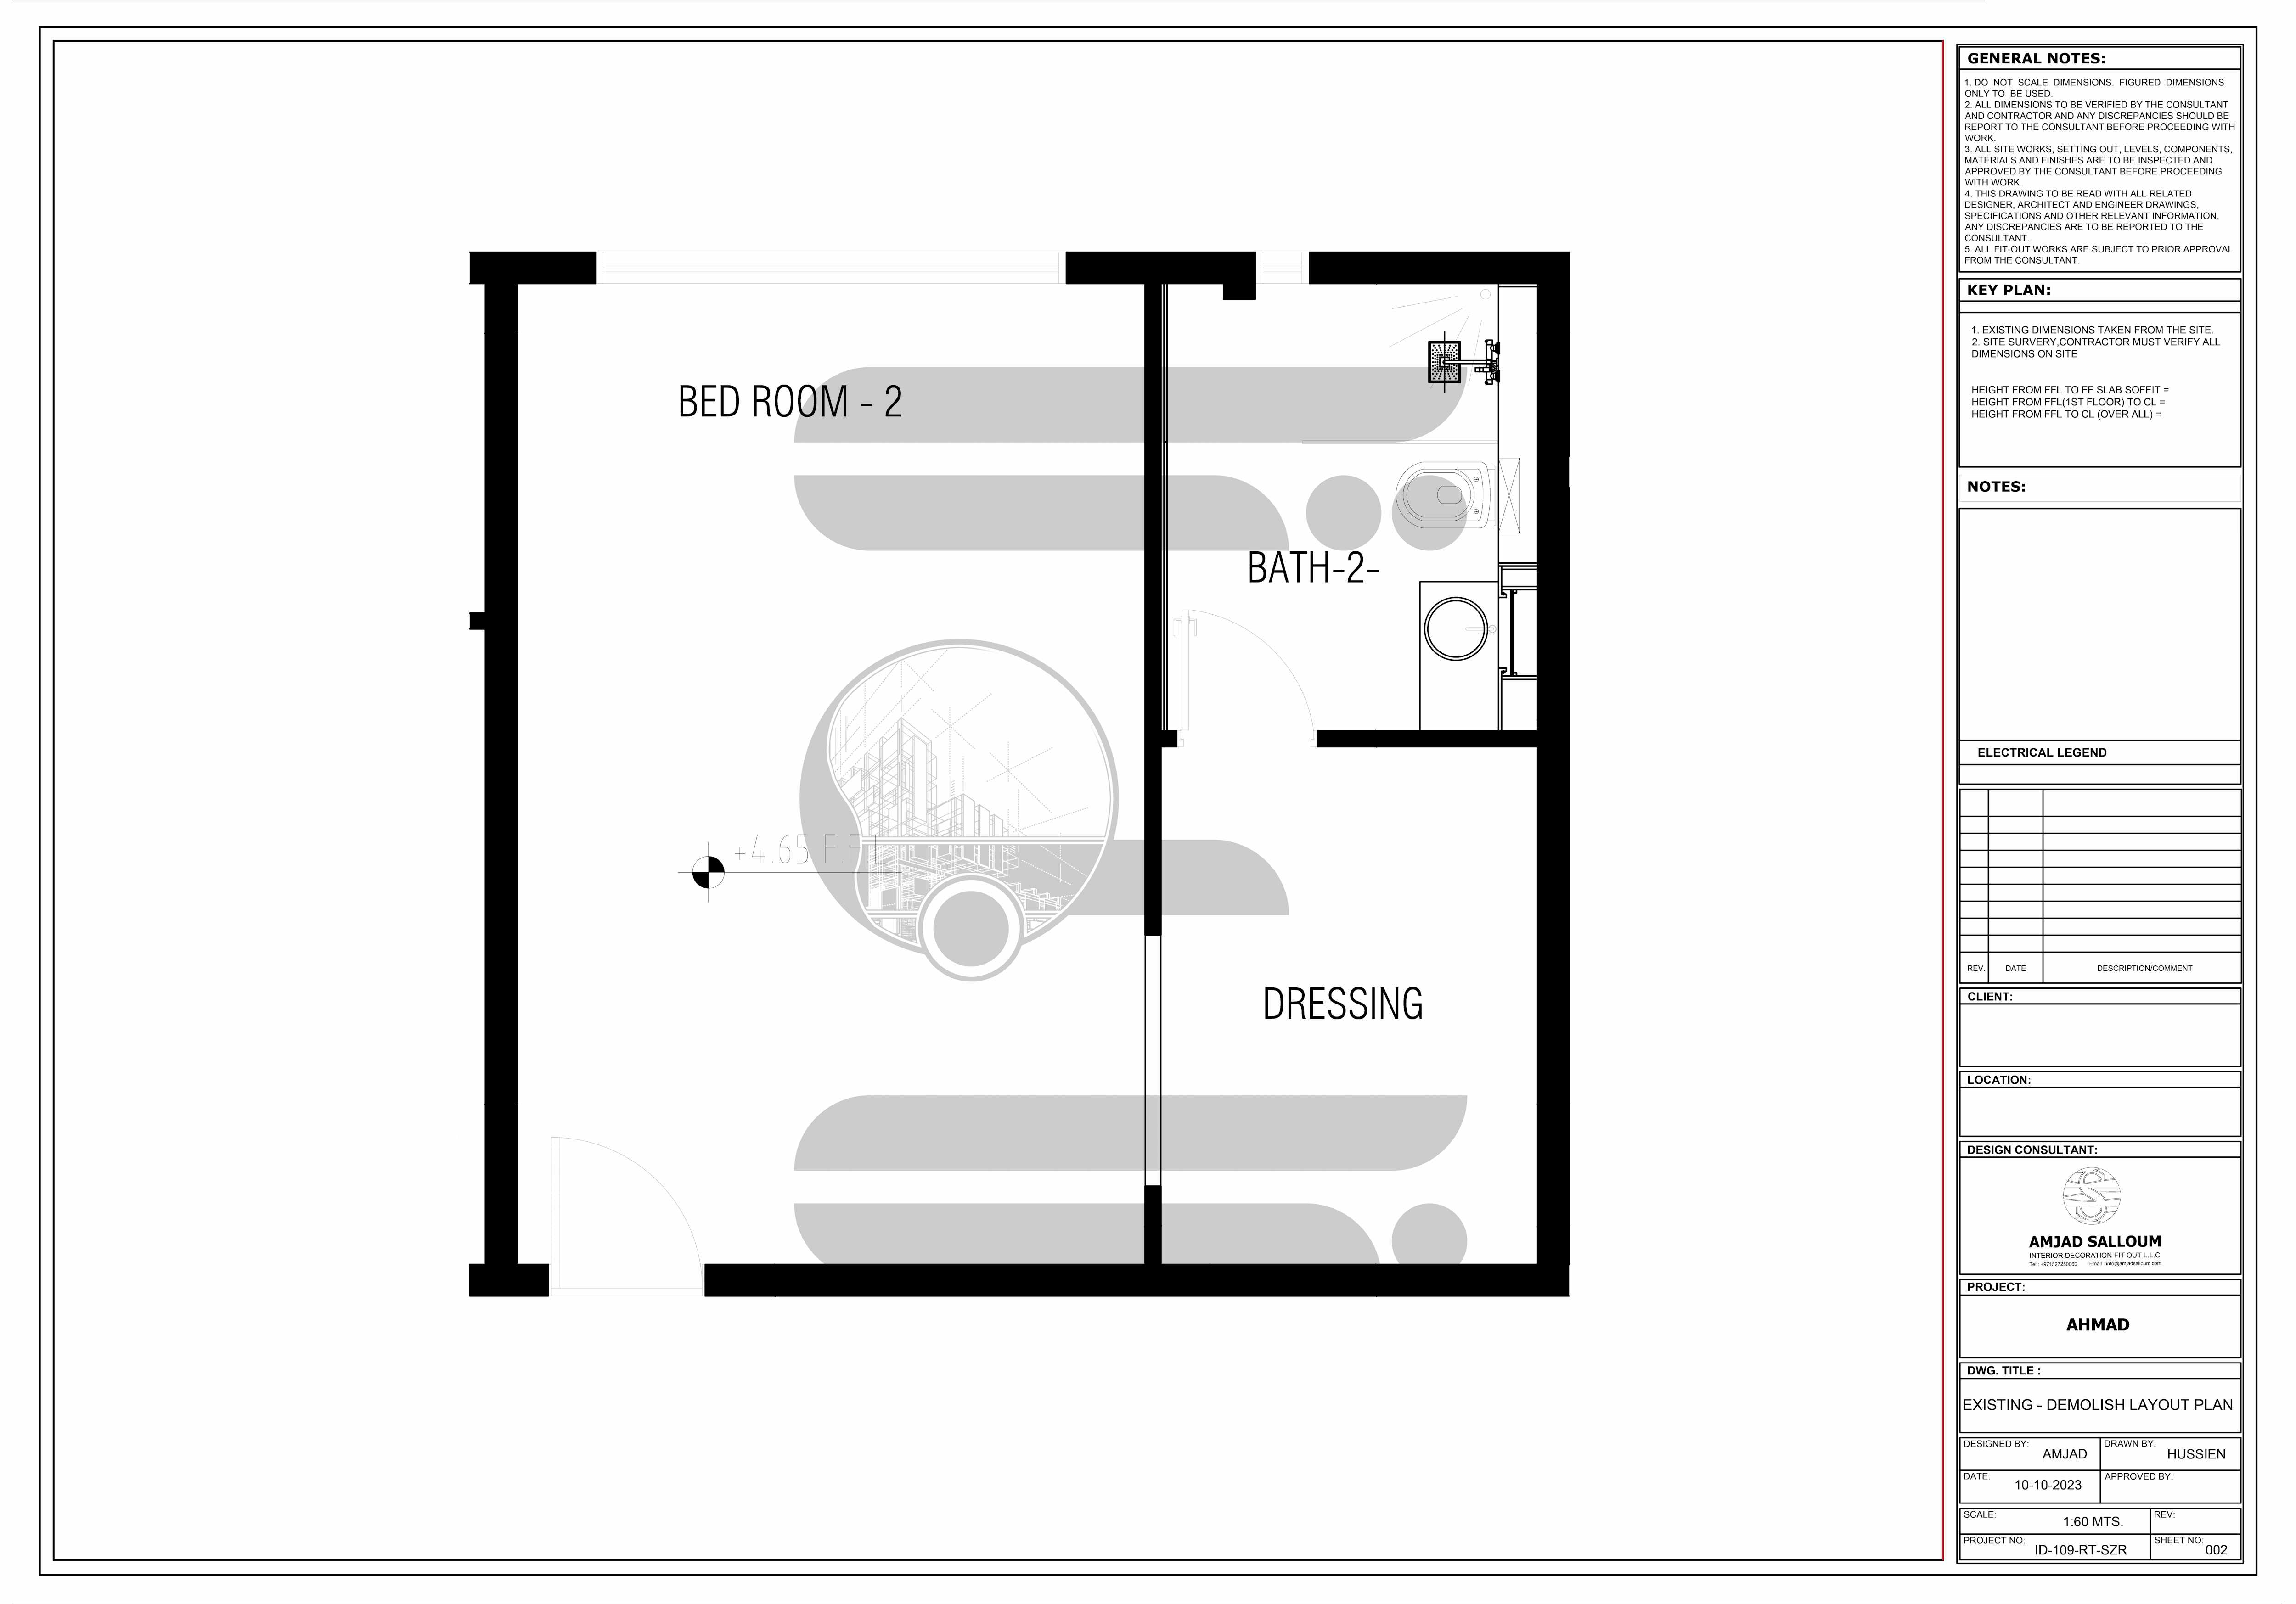 BED ROOM - 2
BATH-2-
+4.65 F.F
DRESSING
GENERAL NOTES:
1. DO NOT SCALE DIMENSIONS. FIGURED DIMENSIONS
ONLY TO BE USED.
2. ALL DIMENSIONS TO BE VERIFIED BY THE CONSULTANT
AND CONTRACTOR AND ANY DISCREPANCIES SHOULD BE
REPORT TO THE CONSULTANT BEFORE PROCEEDING WITH
WORK.
3. ALL SITE WORKS, SETTING OUT, LEVELS, COMPONENTS,
MATERIALS AND FINISHES ARE TO BE INSPECTED AND
APPROVED BY THE CONSULTANT BEFORE PROCEEDING
WITH WORK.
4. THIS DRAWING TO BE READ WITH ALL RELATED
DESIGNER, ARCHITECT AND ENGINEER DRAWINGS,
SPECIFICATIONS AND OTHER RELEVANT INFORMATION,
ANY DISCREPANCIES ARE TO BE REPORTED TO THE
CONSULTANT.
5. ALL FIT-OUT WORKS ARE SUBJECT TO PRIOR APPROVAL
FROM THE CONSULTANT.
KEY PLAN:
1. EXISTING DIMENSIONS TAKEN FROM THE SITE.
2. SITE SURVERY,CONTRACTOR MUST VERIFY ALL
DIMENSIONS ON SITE
HEIGHT FROM FFL TO FF SLAB SOFFIT =
HEIGHT FROM FFL(1ST FLOOR) TO CL =
HEIGHT FROM FFL TO CL (OVER ALL) =
NOTES:
ELECTRICAL LEGEND
REV. DATE DESCRIPTION/COMMENT
CLIENT:
LOCATION:
DESIGN CONSULTANT:
AMJAD SALLOUM
INTERIOR DECORATION FIT OUT L.L.C
Tel : +971527250060 Email : info@amjadsalloum.com
PROJECT:
AHMAD
DWG. TITLE :
EXISTING - DEMOLISH LAYOUT PLAN
DESIGNED BY: AMJAD DRAWN BY: HUSSIEN
DATE: 10-10-2023 APPROVED BY:
SCALE: 1:60 MTS. REV:
PROJECT NO: ID-109-RT-SZR SHEET NO: 002